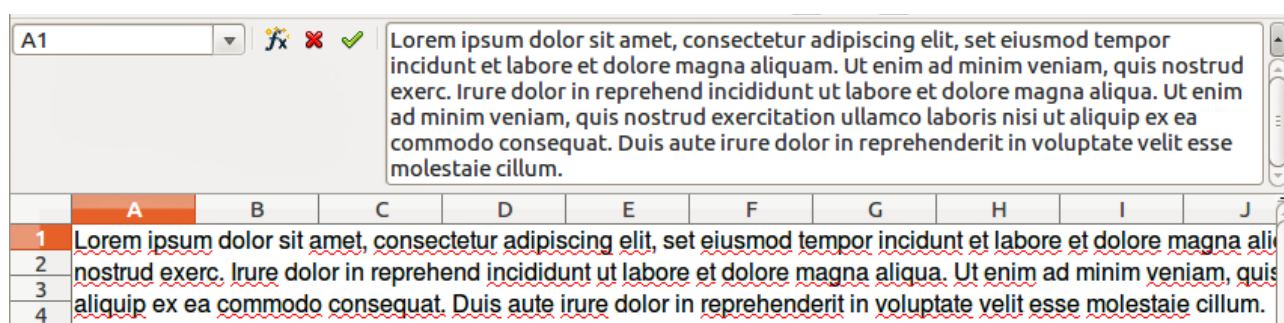 A1
Lorem ipsum dolor sit amet, consectetur adipiscing elit, set eiusmod tempor
incidunt et labore et dolore magna aliquam. Ut enim ad minim veniam, quis nostrud
exerc. Irure dolor in reprehend incididunt ut labore et dolore magna aliqua. Ut enim
ad minim veniam, quis nostrud exercitation ullamco laboris nisi ut aliquip ex ea
commodo consequat. Duis aute irure dolor in reprehenderit in voluptate velit esse
molestaie cillum.
A B C D E F G H I J
1 Lorem ipsum dolor sit amet, consectetur adipiscing elit, set eiusmod tempor incidunt et labore et dolore magna
2 nostrud exerc. Irure dolor in reprehend incididunt ut labore et dolore magna aliqua. Ut enim ad minim veniam, quis
3 aliquip ex ea commodo consequat. Duis aute irure dolor in reprehenderit in voluptate velit esse molestaie cillum.
4